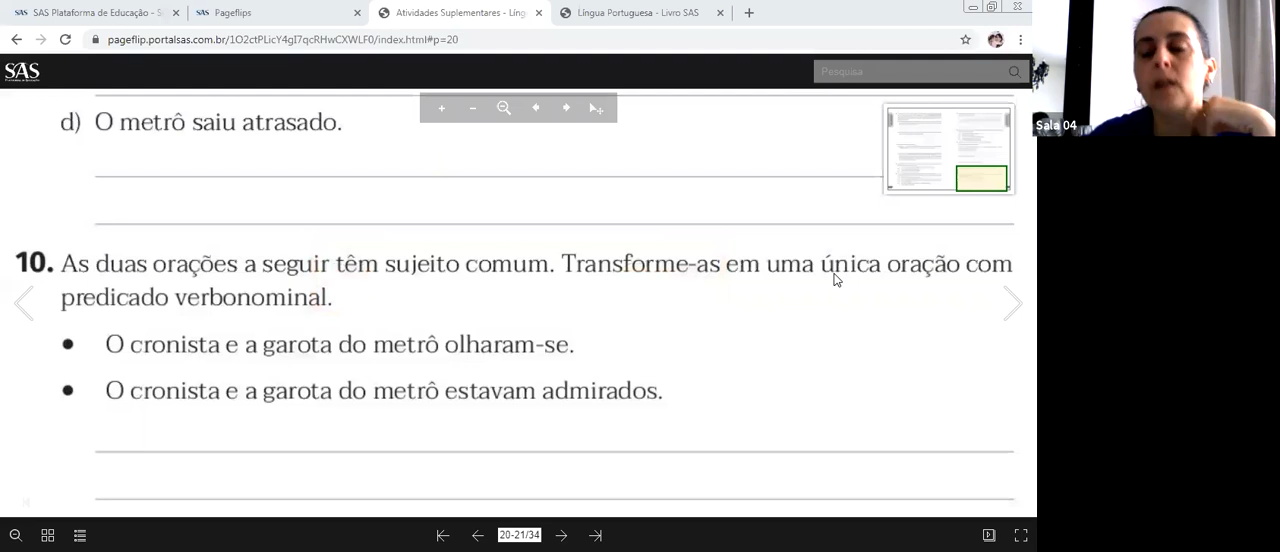 SAS Plataforma de Educação - S
Pageflips
Atividades Suplementares - Líng
Língua Portuguesa - Livro SAS
pageflip.portalsas.com.br/1O2ctPLicY4gI7qcRHwCXWLF0/index.html#p=20
SAS
Pesquisa
d) O metrô saiu atrasado.
Sala 04
10. As duas orações a seguir têm sujeito comum. Transforme-as em uma única oração com
predicado verbonominal.
• O cronista e a garota do metrô olharam-se.
• O cronista e a garota do metrô estavam admirados.
20-21/34